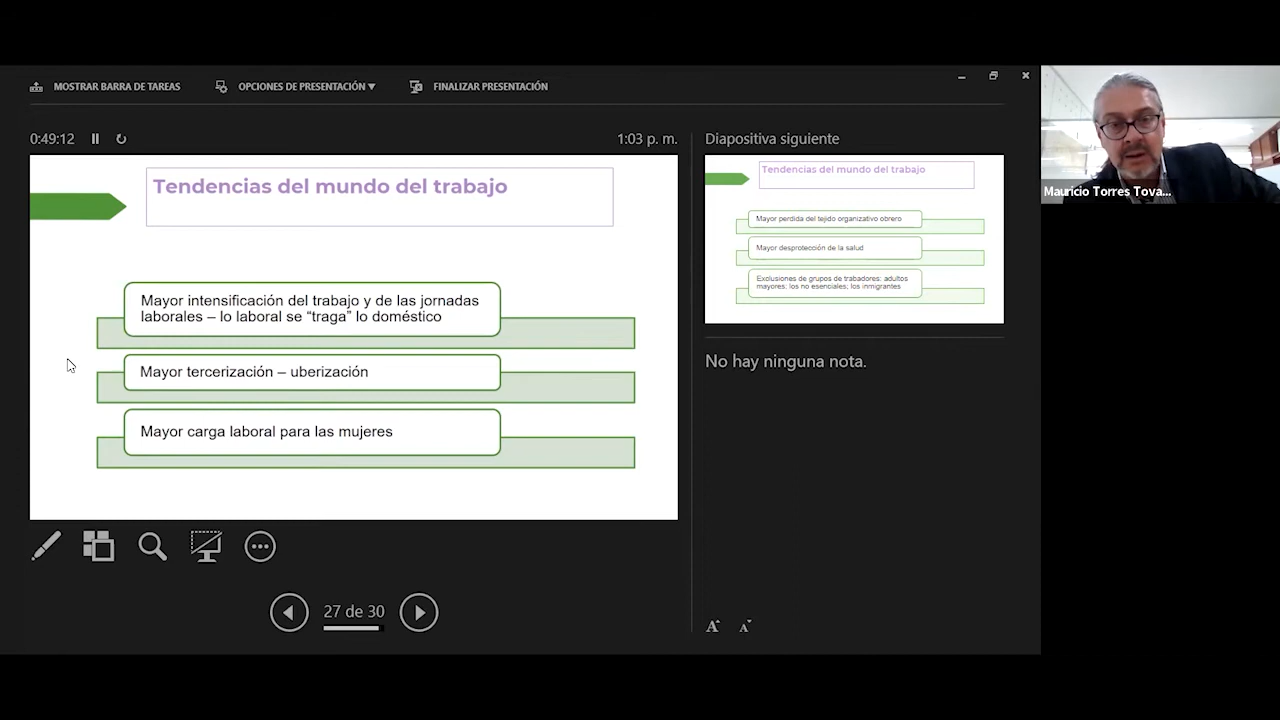 MOSTRAR BARRA DE TAREAS
OPCIONES DE PRESENTACIÓN ▼
FINALIZAR PRESENTACIÓN
0:49:12
1:03 p. m.
Tendencias del mundo del trabajo
Mayor intensificación del trabajo y de las jornadas
laborales – lo laboral se “traga” lo doméstico
Mayor tercerización – uberización
Mayor carga laboral para las mujeres
27 de 30
Diapositiva siguiente
Tendencias del mundo del trabajo
Mayor perdida del tejido organizativo obrero
Mayor desprotección de la salud
Exclusiones de grupos de trabadores: adultos
mayores; los no esenciales; los inmigrantes
No hay ninguna nota.
A A
Mauricio Torres Tova...